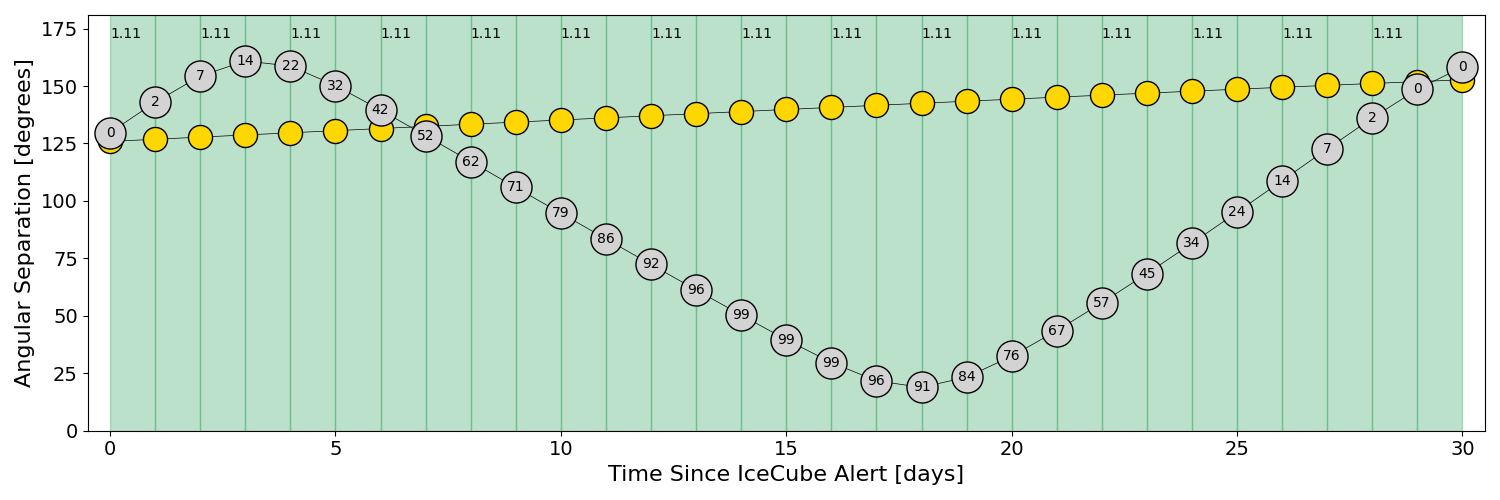 1.11 1.11 1.11 1.11 1.11 1.11 1.11 1.11 1.11 1.11 1.11 1.11 1.11 1.11 1.11
175
150
125
100
75
50
25
0
Angular Separation [degrees]
0 2 7 14 22 32 42 52 62 71 79 86 92 96 99 99 99 96 91 84 76 67 57 45 34 24 14 7 2 0 0
0 5 10 15 20 25 30
Time Since IceCube Alert [days]